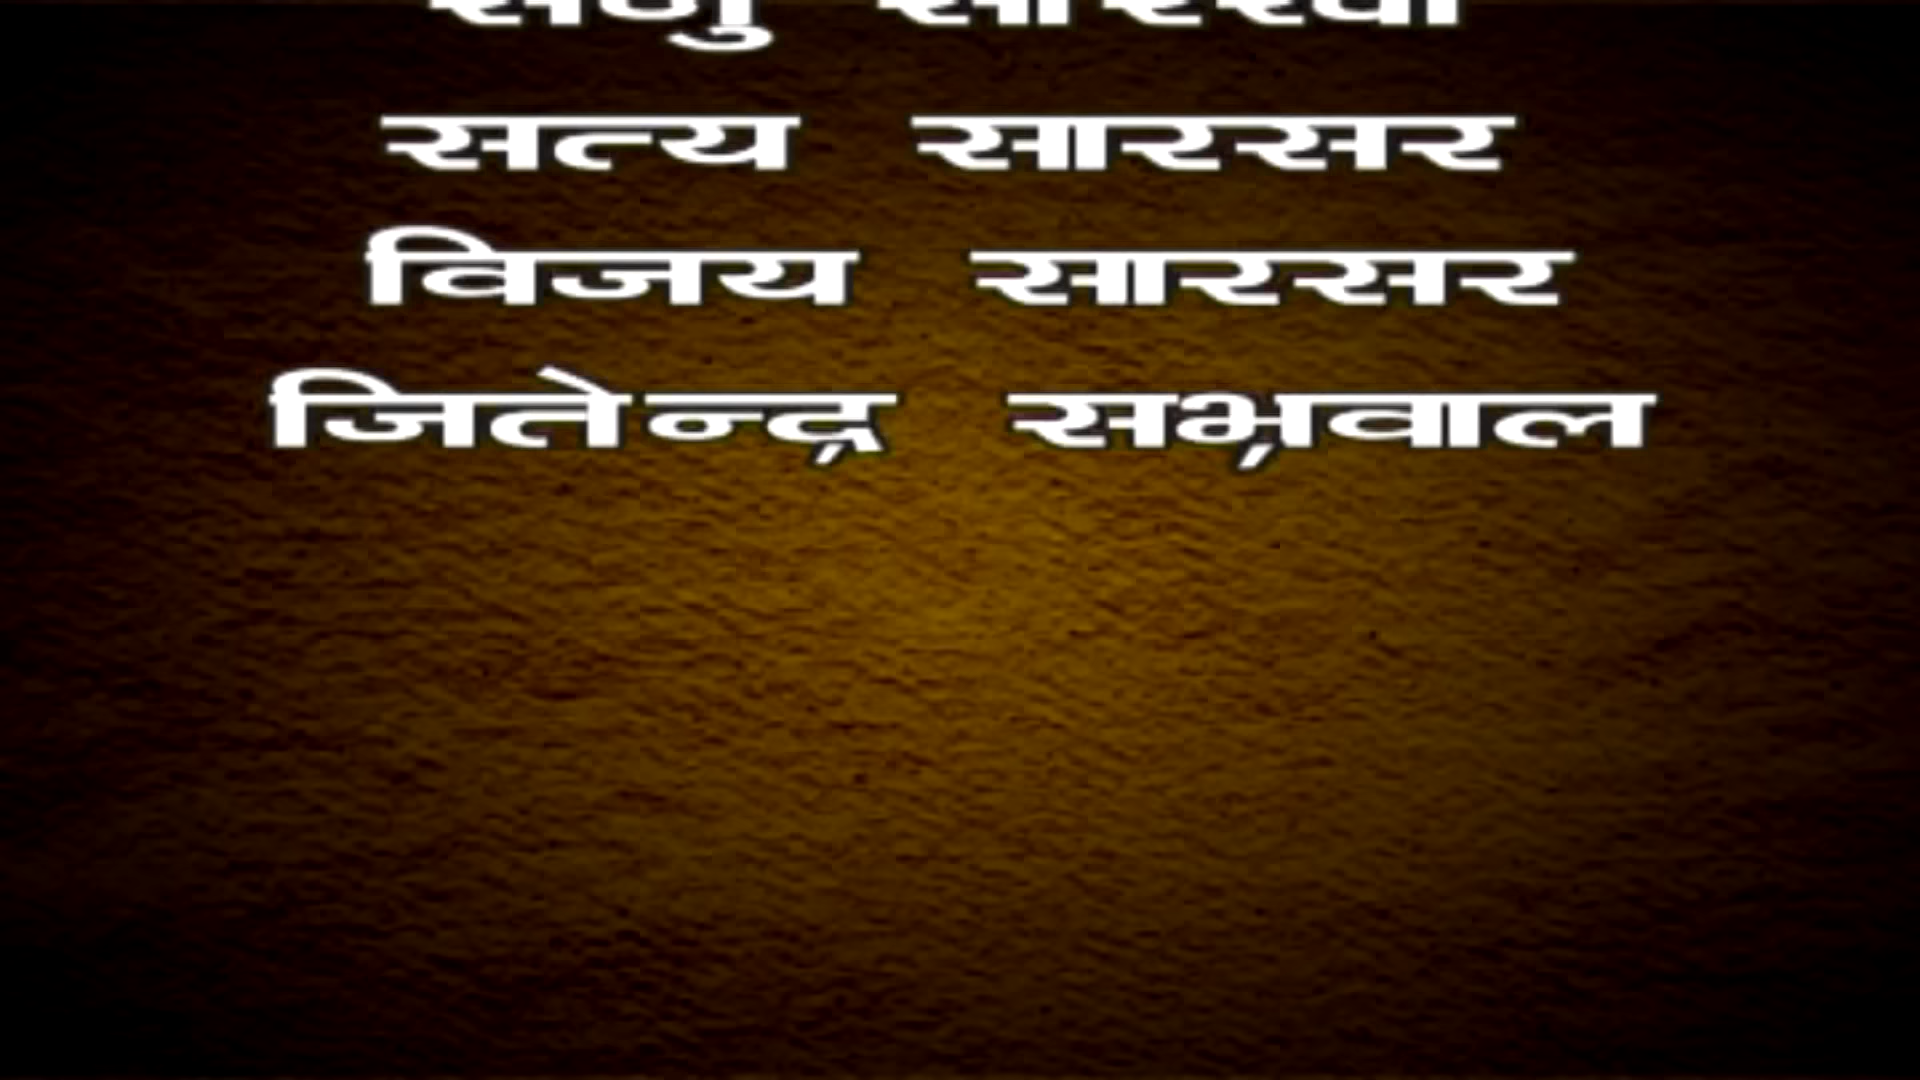 सत्य सारसर
विजय सारसर
जितेन्द्र सभ्रवाल